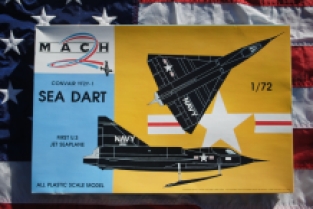 MACH
2
CONVAIR YF2Y-1
SEA DART
1/72
FIRST U.S
JET SEAPLANE
ALL PLASTIC SCALE MODEL
NAVY
NAVY